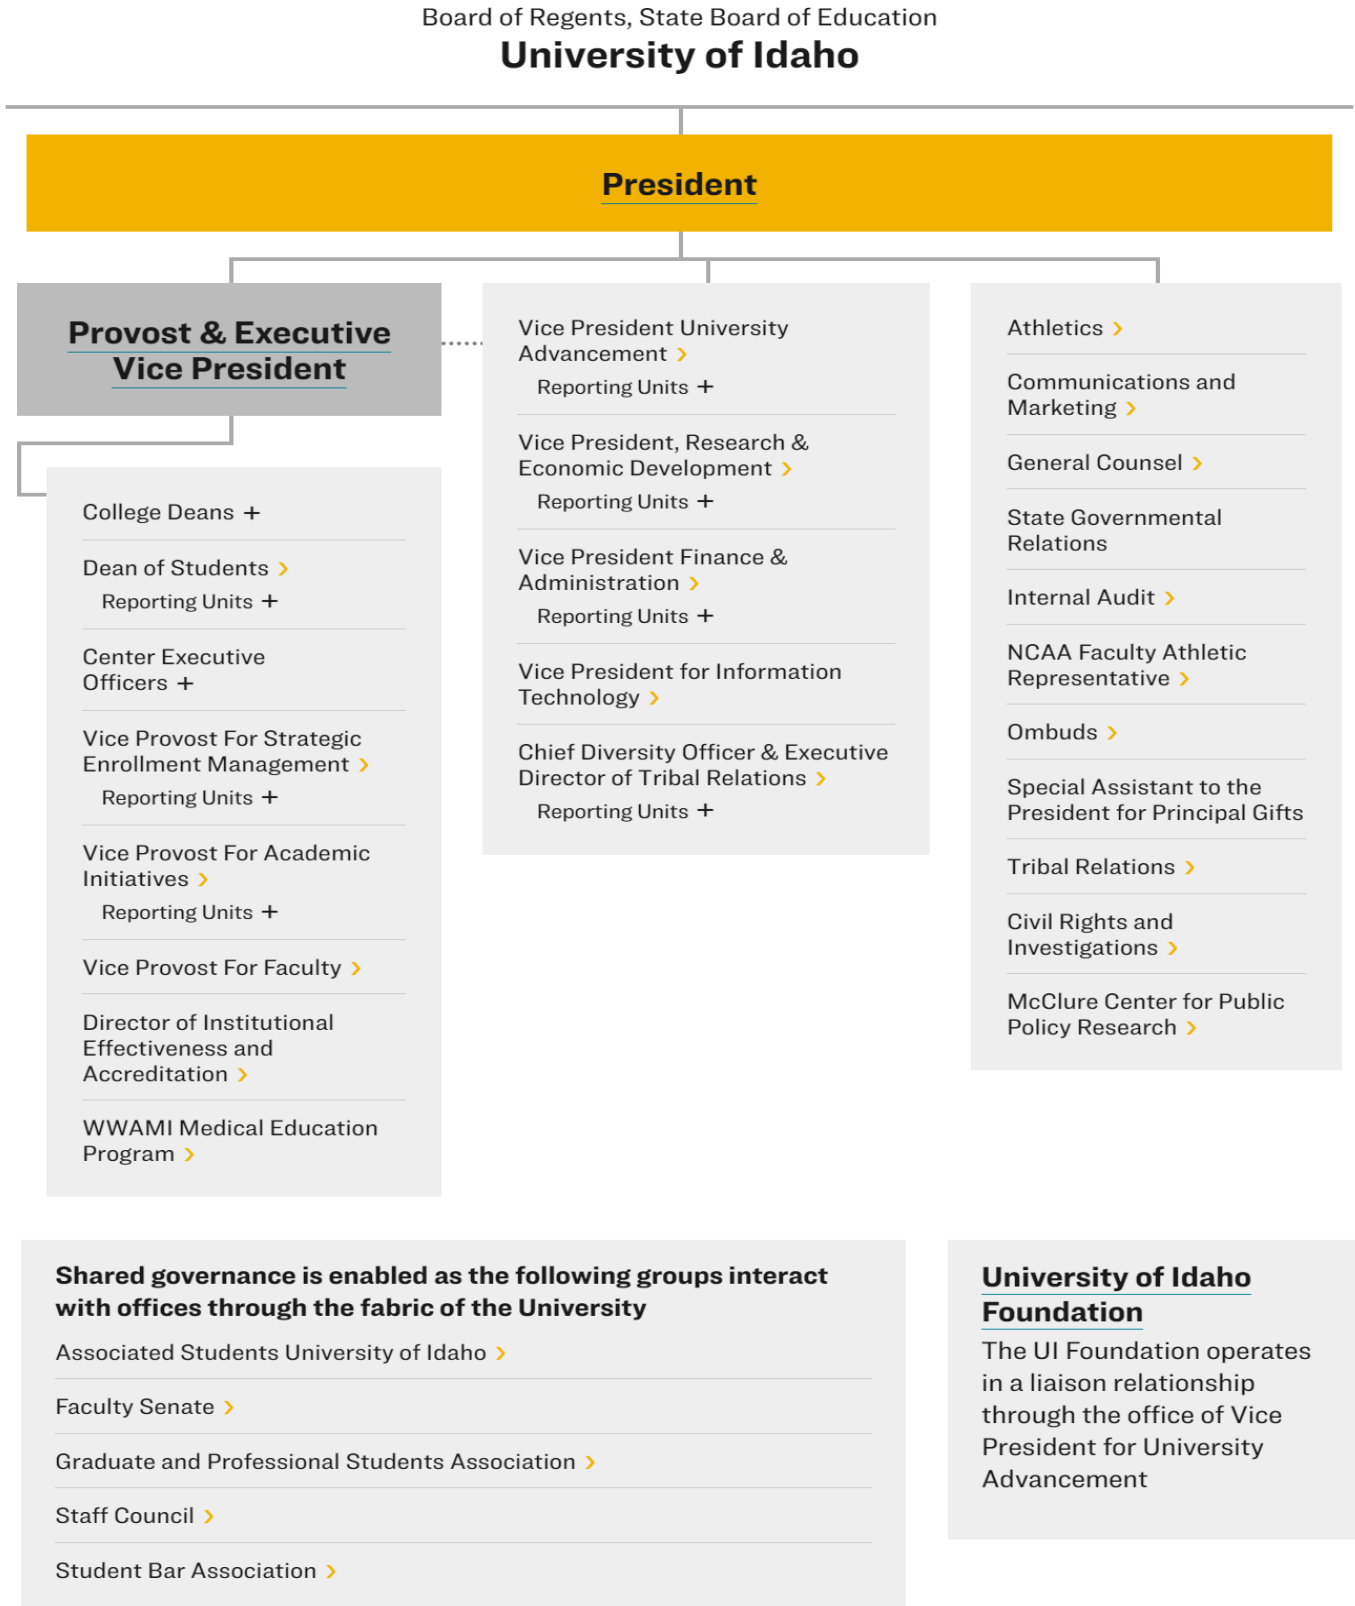 Board of Regents, State Board of Education
University of Idaho
President
Provost & Executive
Vice President
College Deans +
Dean of Students ›
Reporting Units +
Center Executive
Officers +
Vice Provost For Strategic
Enrollment Management ›
Reporting Units +
Vice Provost For Academic
Initiatives ›
Reporting Units +
Vice Provost For Faculty ›
Director of Institutional
Effectiveness and
Accreditation ›
WWAMI Medical Education
Program ›
Vice President University
Advancement ›
Reporting Units +
Vice President, Research &
Economic Development ›
Reporting Units +
Vice President Finance &
Administration ›
Reporting Units +
Vice President for Information
Technology ›
Chief Diversity Officer & Executive
Director of Tribal Relations ›
Reporting Units +
Athletics ›
Communications and
Marketing ›
General Counsel ›
State Governmental
Relations
Internal Audit ›
NCAA Faculty Athletic
Representative ›
Ombuds ›
Special Assistant to the
President for Principal Gifts
Tribal Relations ›
Civil Rights and
Investigations ›
McClure Center for Public
Policy Research ›
Shared governance is enabled as the following groups interact
with offices through the fabric of the University
Associated Students University of Idaho ›
Faculty Senate ›
Graduate and Professional Students Association ›
Staff Council ›
Student Bar Association ›
University of Idaho
Foundation
The UI Foundation operates
in a liaison relationship
through the office of Vice
President for University
Advancement